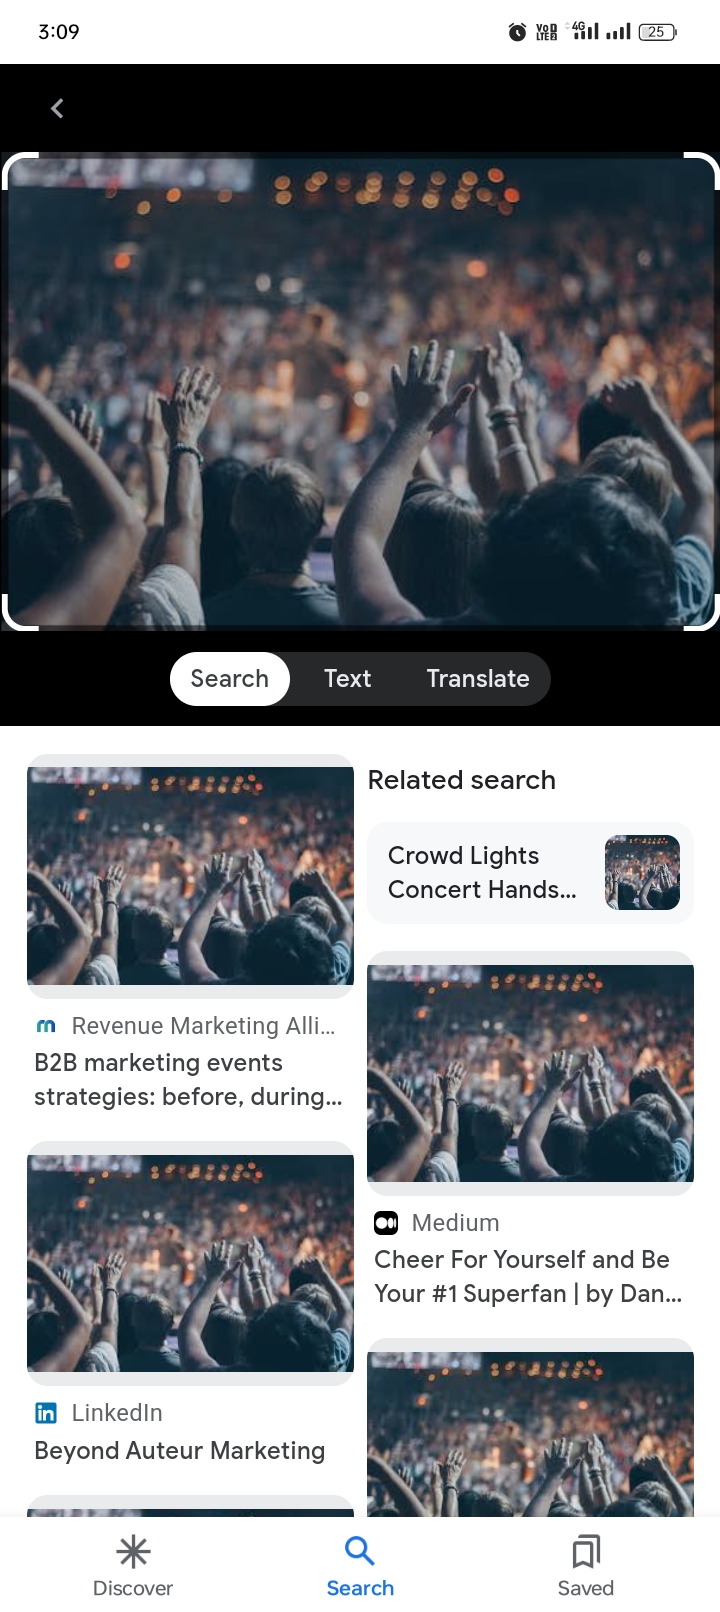 3:09
Vo D
LTE 2
4G
25
Search
Text
Translate
Revenue Marketing Alli...
B2B marketing events
strategies: before, during...
LinkedIn
Beyond Auteur Marketing
Related search
Crowd Lights
Concert Hands...
Medium
Cheer For Yourself and Be
Your #1 Superfan | by Dan...
Discover
Search
Saved